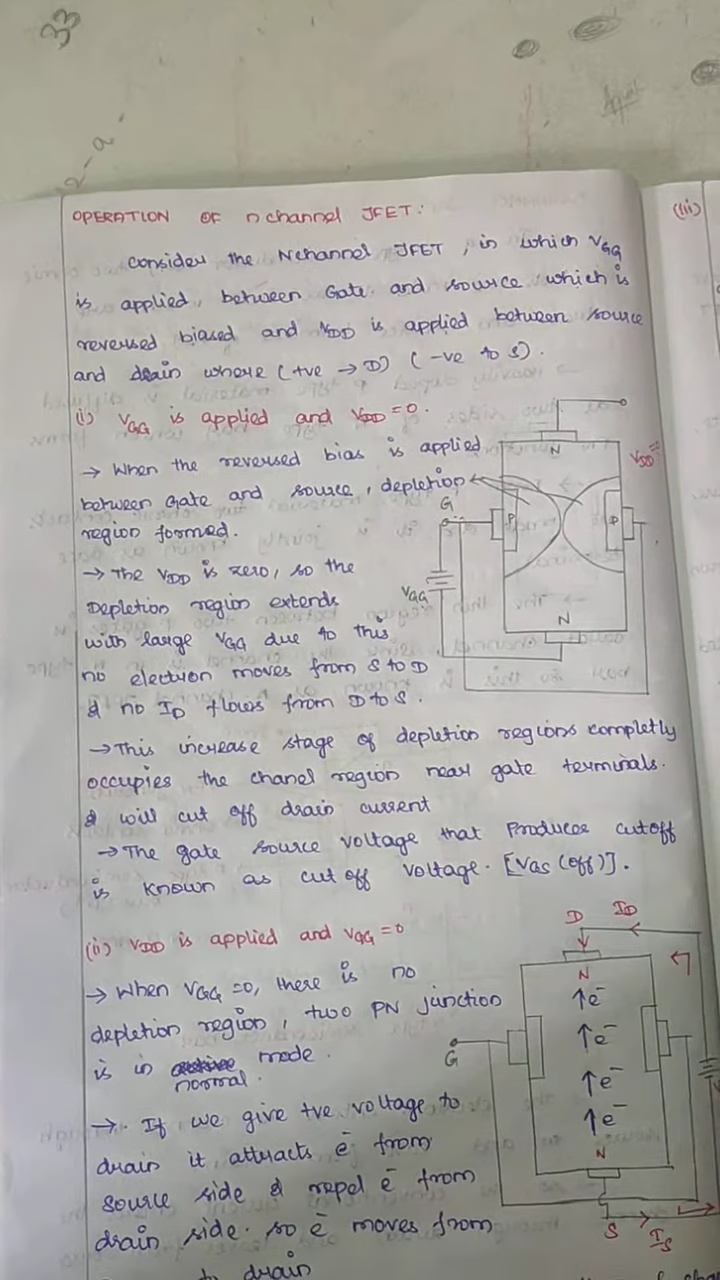 33
2-a.
OPERATION OF n channel JFET:
(iii)
consider the N channel JFET, in which VGG
is applied, between Gate and source which is
reversed biased and VDD is applied between source
and drain where (+ve → D) (-ve to S).
(i) VGG is applied and VDD = 0.
→ When the reversed bias is applied
between Gate and source, depletion
region formed.
→ The VDD is zero, so the
Depletion region extends
with large VGG due to this
no electron moves from S to D
& no ID flows from D to S.
N
VDD=
G
P
P
VGG
N
→ This increase stage of depletion regions completly
occupies the chanel region near gate terminals.
& will cut off drain current
→ The gate source voltage that Produces cutoff
is known as cut off voltage. [VGS (off)].
(ii) VDD is applied and VGG = 0
→ When VGG = 0, there is no
depletion region, two PN junction
is in normal mode.
→ If we give +ve voltage to
drain it attracts e⁻ from
source side & repel e⁻ from
drain side. so e⁻ moves from
drain
D
ID
N
↑e⁻
↑e⁻
↑e⁻
↑e⁻
G
N
S
IS